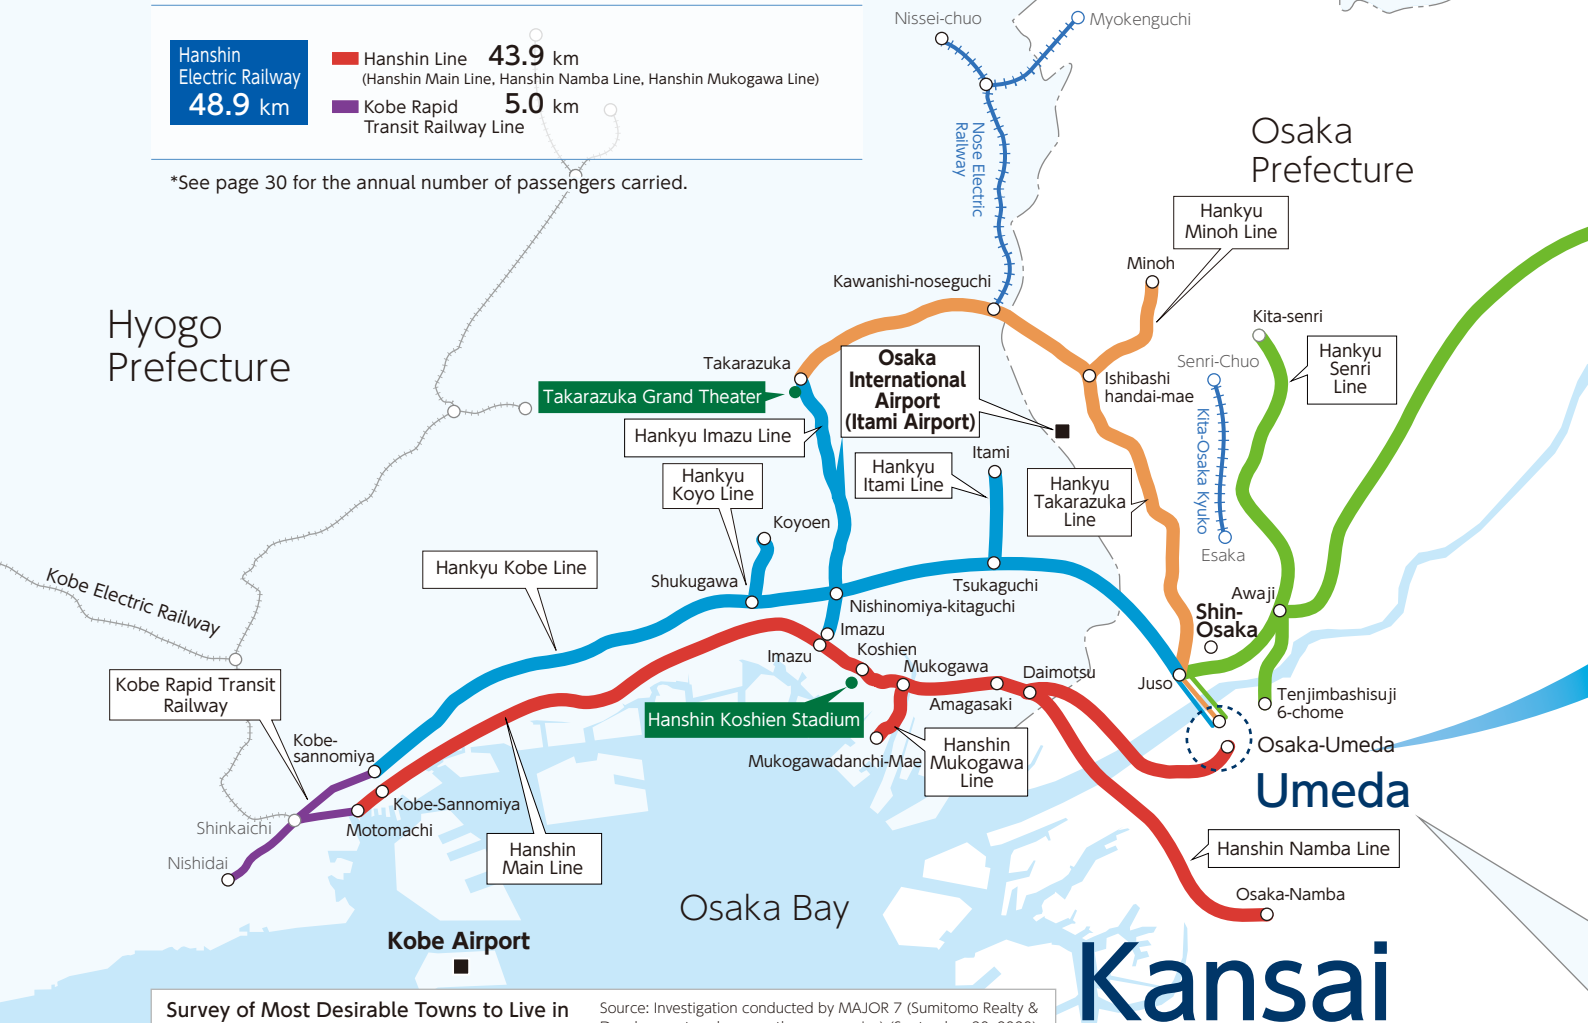 Hanshin
Electric Railway
48.9 km
Hanshin Line 43.9 km
(Hanshin Main Line, Hanshin Namba Line, Hanshin Mukogawa Line)
Kobe Rapid 5.0 km
Transit Railway Line
*See page 30 for the annual number of passengers carried.
Nissei-chuo
Myokenguchi
Nose Electric
Railway
Osaka
Prefecture
Hankyu
Minoh Line
Minoh
Kawanishi-noseguchi
Hyogo
Prefecture
Kita-senri
Hankyu
Senri
Line
Senri-Chuo
Takarazuka
Osaka
International
Airport
(Itami Airport)
Ishibashi
handai-mae
Takarazuka Grand Theater
Hankyu Imazu Line
Kita-Osaka Kyuko
Itami
Hankyu
Itami Line
Hankyu
Koyo Line
Hankyu
Takarazuka
Line
Koyoen
Esaka
Hankyu Kobe Line
Kobe Electric Railway
Shukugawa
Tsukaguchi
Nishinomiya-kitaguchi
Awaji
Shin-
Osaka
Imazu
Imazu
Koshien
Mukogawa
Daimotsu
Juso
Amagasaki
Kobe Rapid Transit
Railway
Tenjimbashisuji
6-chome
Hanshin Koshien Stadium
Osaka-Umeda
Kobe-
sannomiya
Mukogawadanchi-Mae
Hanshin
Mukogawa
Line
Umeda
Kobe-Sannomiya
Shinkaichi
Motomachi
Hanshin
Main Line
Hanshin Namba Line
Nishidai
Osaka-Namba
Osaka Bay
Kobe Airport
Kansai
Survey of Most Desirable Towns to Live in
Source: Investigation conducted by MAJOR 7 (Sumitomo Realty &